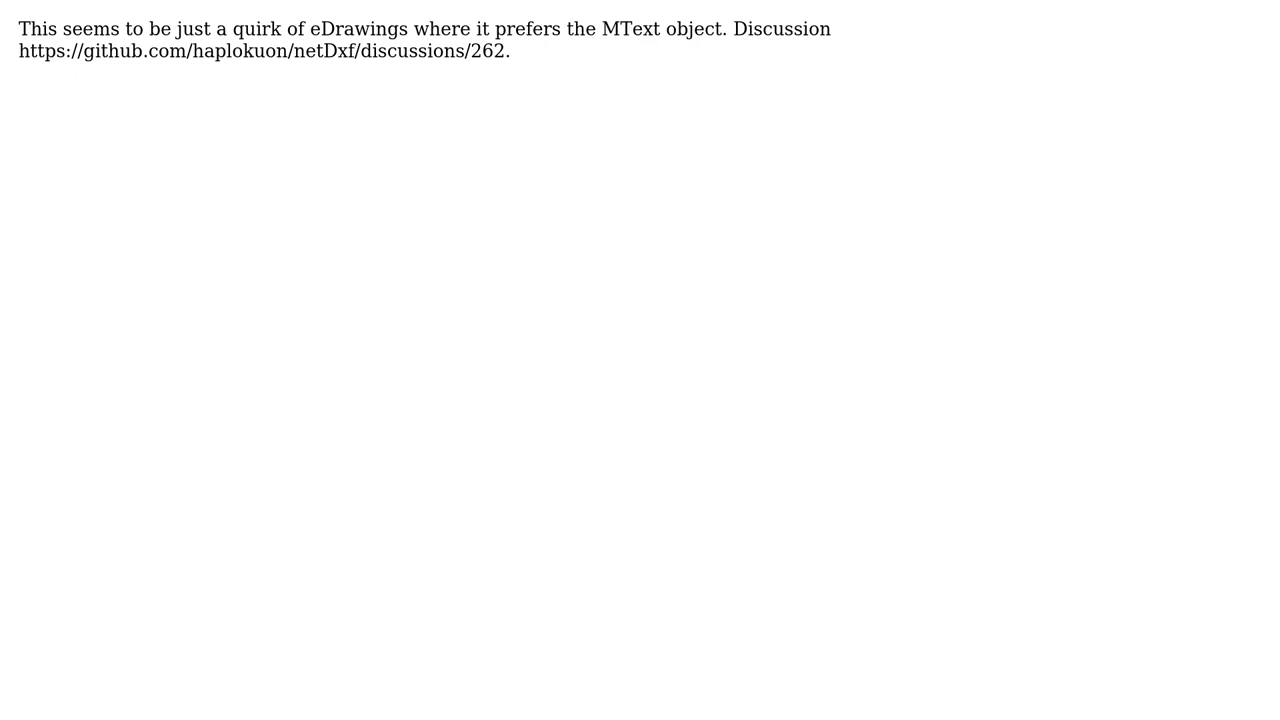 This seems to be just a quirk of eDrawings where it prefers the MText object. Discussion
https://github.com/haplokuon/netDxf/discussions/262.